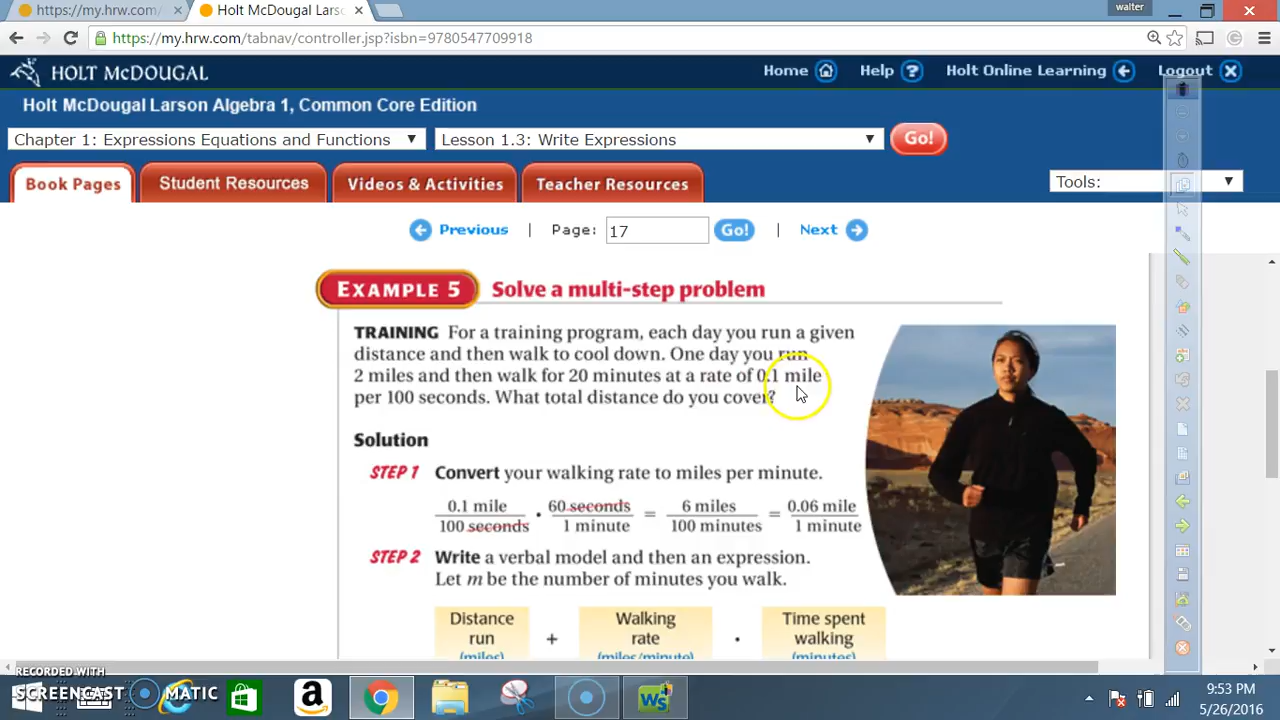 https://my.hrw.com/tabnav/ ×
Holt McDougal Lars ×
walter
https://my.hrw.com/tabnav/controller.jsp?isbn=9780547709918
HOLT McDOUGAL
Home
Help
Holt Online Learning
Logout
Holt McDougal Larson Algebra 1, Common Core Edition
Chapter 1: Expressions Equations and Functions
Lesson 1.3: Write Expressions
Go!
Book Pages
Student Resources
Videos & Activities
Teacher Resources
Tools:
Previous | Page: 17 Go! | Next
EXAMPLE 5 Solve a multi-step problem
TRAINING For a training program, each day you run a given
distance and then walk to cool down. One day you run
2 miles and then walk for 20 minutes at a rate of 0.1 mile
per 100 seconds. What total distance do you cover?
Solution
STEP 1 Convert your walking rate to miles per minute.
0.1 mile/100 seconds · 60 seconds/1 minute = 6 miles/100 minutes = 0.06 mile/1 minute
STEP 2 Write a verbal model and then an expression.
Let m be the number of minutes you walk.
Distance run (miles) + Walking rate (miles/minute) · Time spent walking (minutes)
RECORDED WITH
SCREENCAST MATIC
9:53 PM
5/26/2016